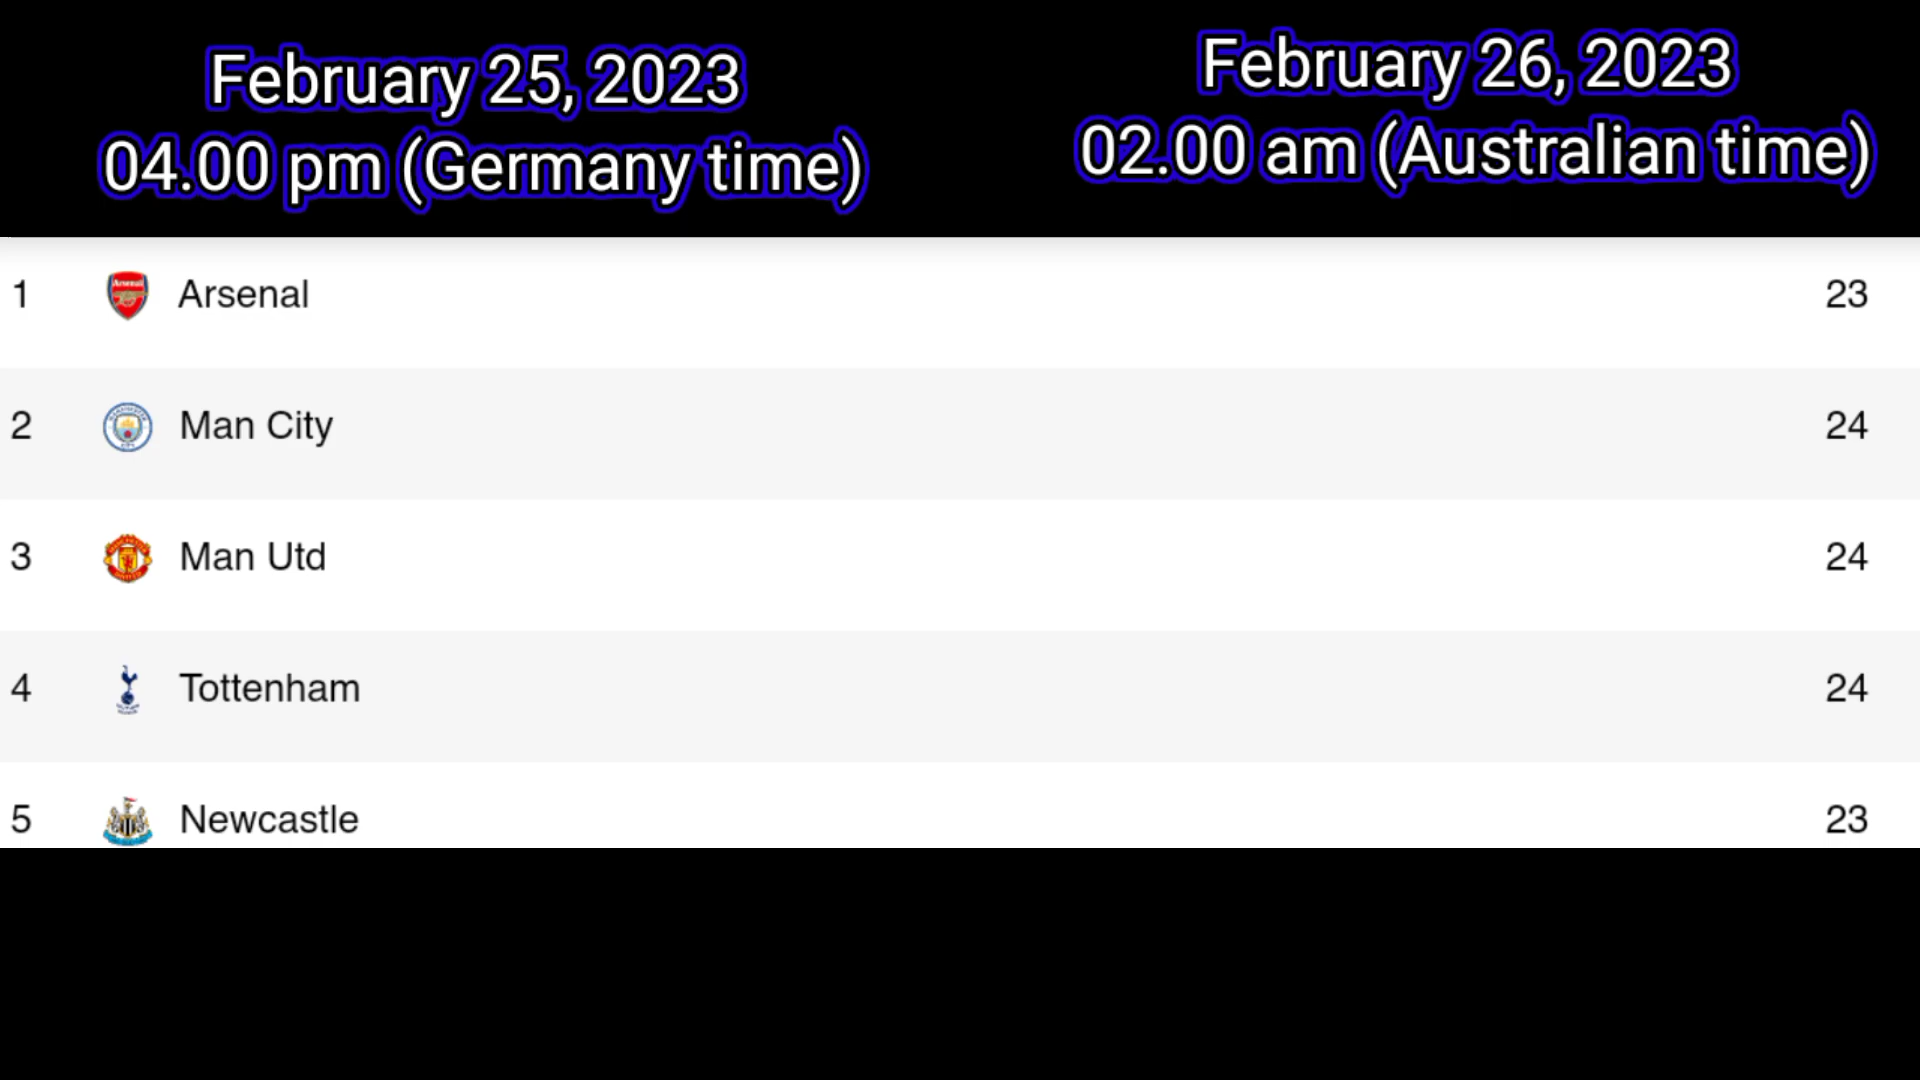 February 25, 2023
04.00 pm (Germany time)
February 26, 2023
02.00 am (Australian time)
1 Arsenal 23
2 Man City 24
3 Man Utd 24
4 Tottenham 24
5 Newcastle 23